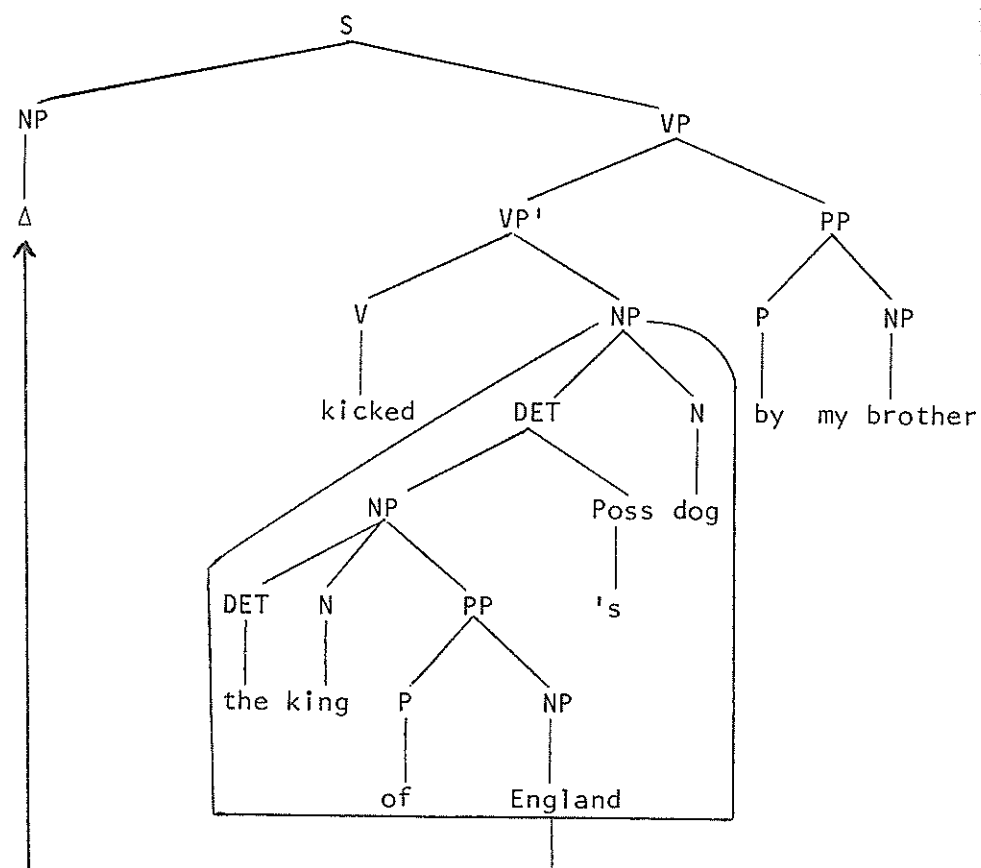 S
NP VP
Δ VP' PP
V NP P NP
kicked DET N by my brother
NP Poss dog
DET N PP 's
the king P NP
of England